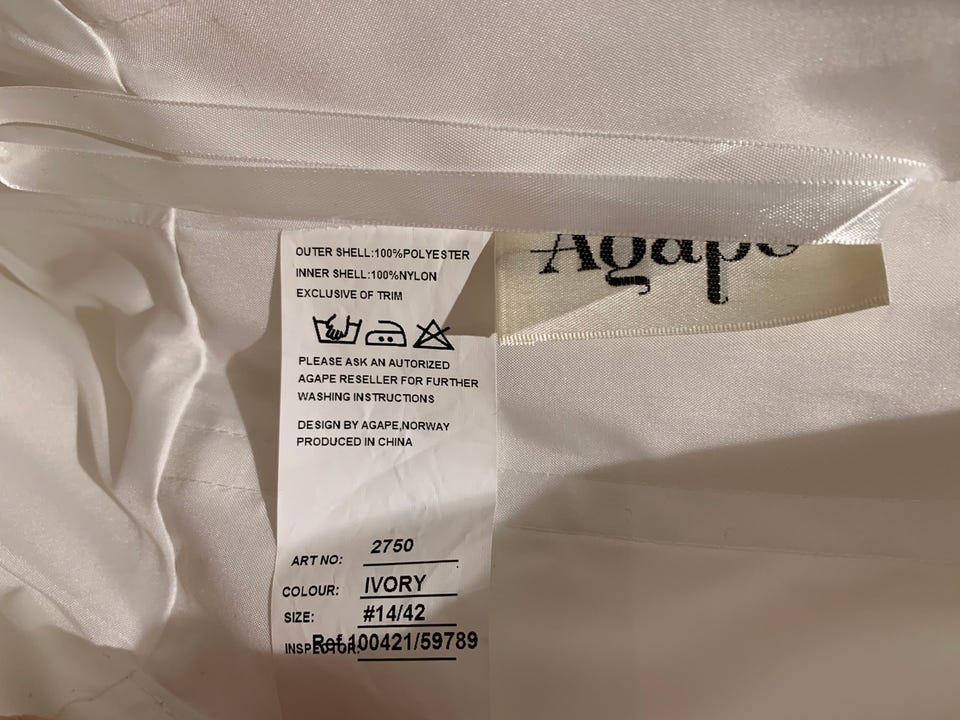 OUTER SHELL:100%POLYESTER
INNER SHELL:100%NYLON
EXCLUSIVE OF TRIM
PLEASE ASK AN AUTORIZED
AGAPE RESELLER FOR FURTHER
WASHING INSTRUCTIONS
DESIGN BY AGAPE,NORWAY
PRODUCED IN CHINA
ART NO: 2750
COLOUR: IVORY
SIZE: #14/42
INSPECTOR: Ref.100421/59789
Agape